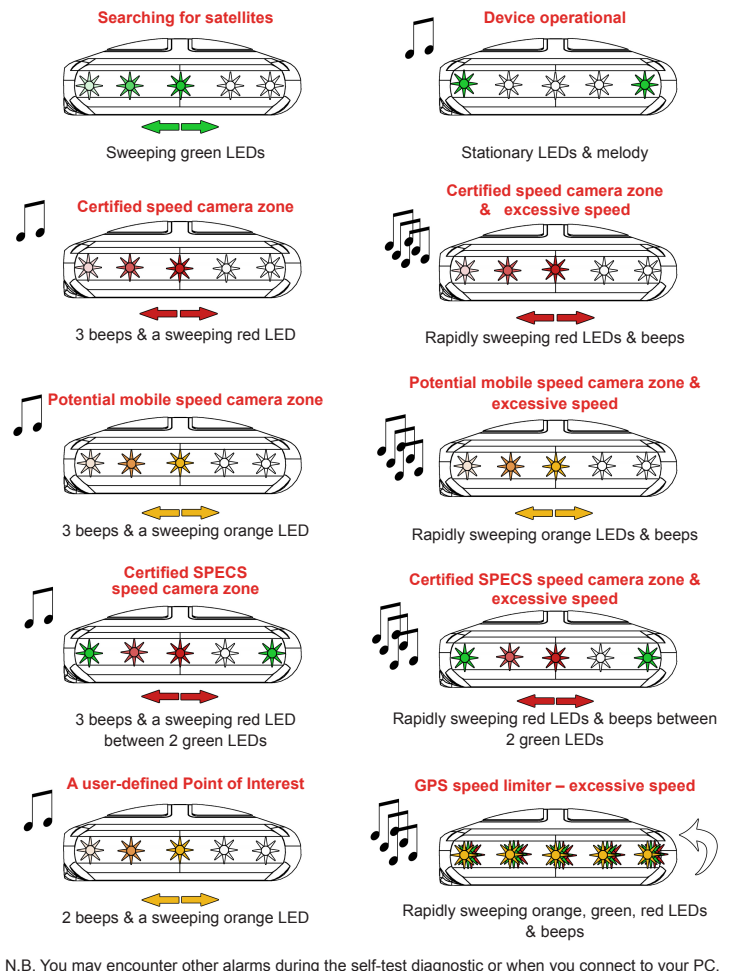 Searching for satellites
Sweeping green LEDs
Device operational
Stationary LEDs & melody
Certified speed camera zone
3 beeps & a sweeping red LED
Certified speed camera zone
& excessive speed
Rapidly sweeping red LEDs & beeps
Potential mobile speed camera zone
3 beeps & a sweeping orange LED
Potential mobile speed camera zone &
excessive speed
Rapidly sweeping orange LEDs & beeps
Certified SPECS
speed camera zone
3 beeps & a sweeping red LED
between 2 green LEDs
Certified SPECS speed camera zone &
excessive speed
Rapidly sweeping red LEDs & beeps between
2 green LEDs
A user-defined Point of Interest
2 beeps & a sweeping orange LED
GPS speed limiter – excessive speed
Rapidly sweeping orange, green, red LEDs
& beeps
N.B. You may encounter other alarms during the self-test diagnostic or when you connect to your PC.